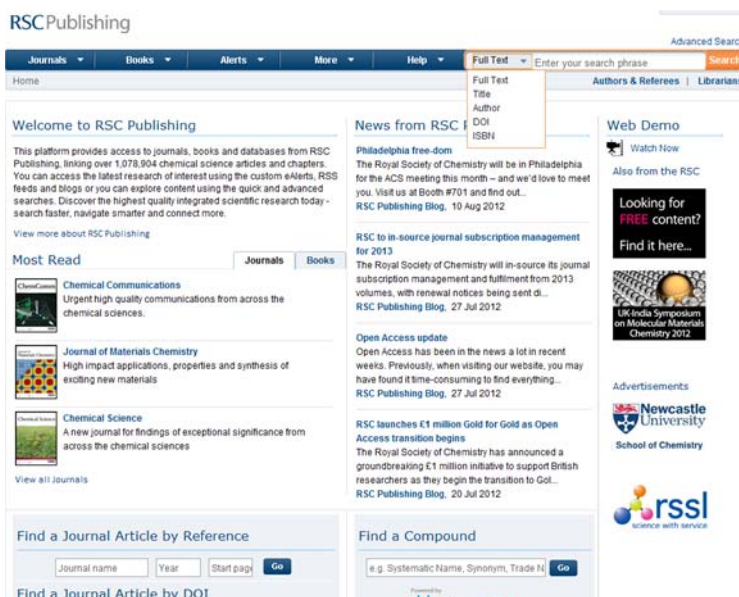 RSCPublishing
Advanced Searc
Journals
Books
Alerts
More
Help
Full Text
Enter your search phrase
Search
Full Text
Title
Author
DOI
ISBN
Home
Authors & Referees | Librarians
Welcome to RSC Publishing
This platform provides access to journals, books and databases from RSC
Publishing, linking over 1,078,904 chemical science articles and chapters.
You can access the latest research of interest using the custom eAlerts, RSS
feeds and blogs or you can explore content using the quick and advanced
searches. Discover the highest quality integrated scientific research today -
search faster, navigate smarter and connect more.
View more about RSC Publishing
Most Read
Journals
Books
ChemComm
Chemical Communications
Urgent high quality communications from across the
chemical sciences.
Journal of Materials Chemistry
High impact applications, properties and synthesis of
exciting new materials
Chemical Science
Chemical Science
A new journal for findings of exceptional significance from
across the chemical sciences
View all Journals
News from RSC
Philadelphia free-dom
The Royal Society of Chemistry will be in Philadelphia
for the ACS meeting this month – and we'd love to meet
you. Visit us at Booth #701 and find out...
RSC Publishing Blog, 10 Aug 2012
RSC to in-source journal subscription management
for 2013
The Royal Society of Chemistry will in-source its journal
subscription management and fulfilment from 2013
volumes, with renewal notices being sent di...
RSC Publishing Blog, 27 Jul 2012
Open Access update
Open Access has been in the news a lot in recent
weeks. Previously, when visiting our website, you may
have found it time-consuming to find everything...
RSC Publishing Blog, 27 Jul 2012
RSC launches £1 million Gold for Gold as Open
Access transition begins
The Royal Society of Chemistry has announced a
groundbreaking £1 million initiative to support British
researchers as they begin the transition to Gol...
RSC Publishing Blog, 20 Jul 2012
Web Demo
Watch Now
Also from the RSC
Looking for
FREE content?
Find it here...
UK-India Symposium
on Molecular Materials
Chemistry 2012
Advertisements
Newcastle
University
School of Chemistry
rssl
science with service
Find a Journal Article by Reference
Journal name
Year
Start page
Go
Find a Journal Article by DOI
Find a Compound
e.g. Systematic Name, Synonym, Trade N
Go
Powered by